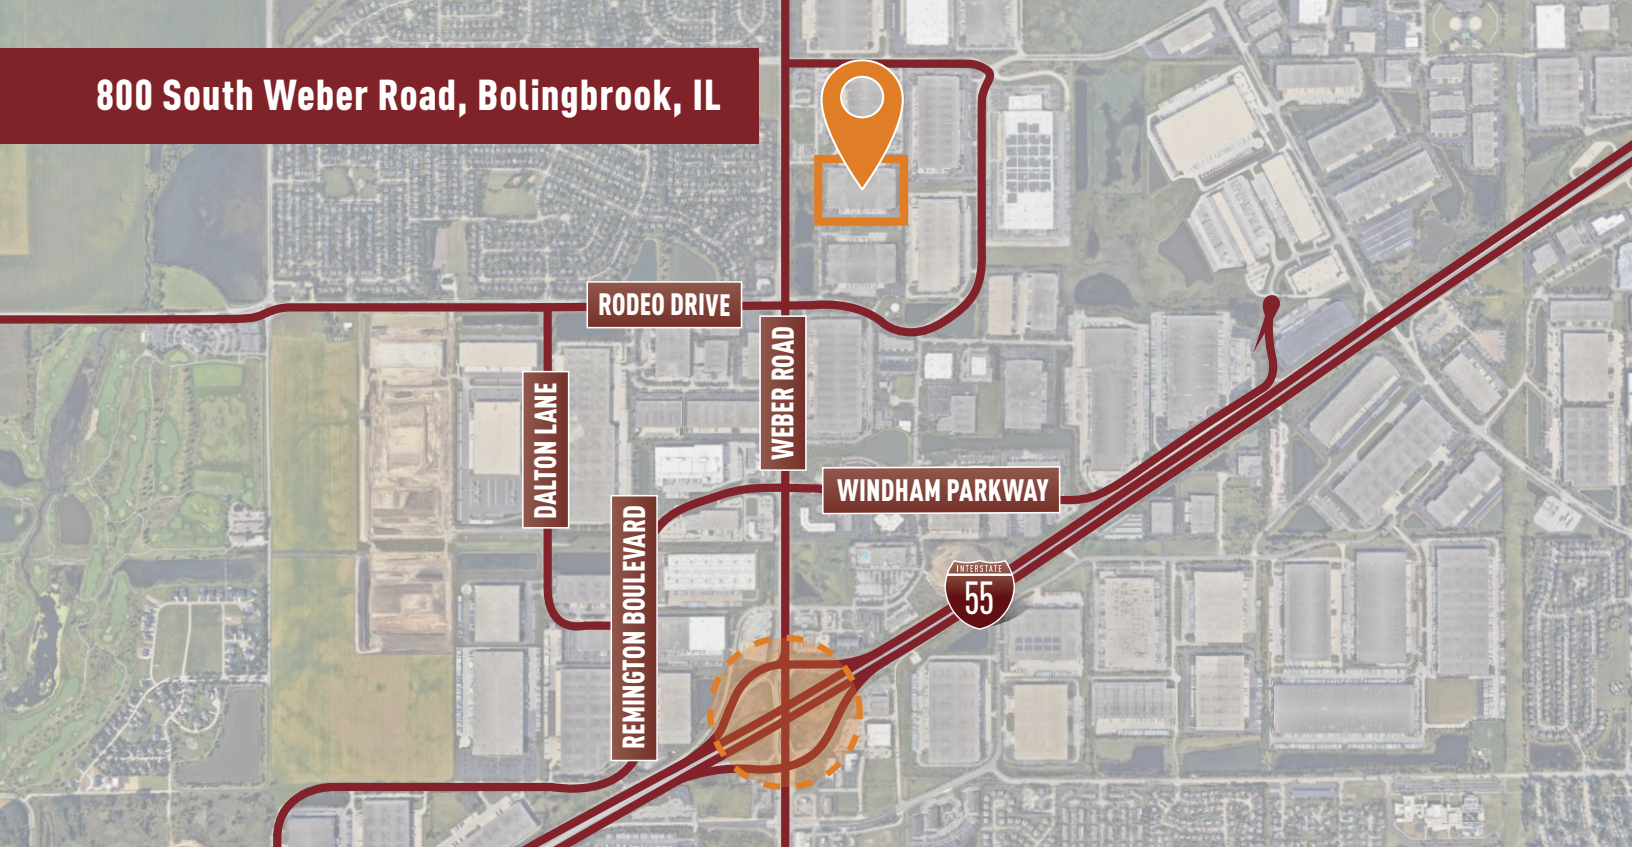 800 South Weber Road, Bolingbrook, IL
RODEO DRIVE
WEBER ROAD
DALTON LANE
WINDHAM PARKWAY
REMINGTON BOULEVARD
INTERSTATE
55